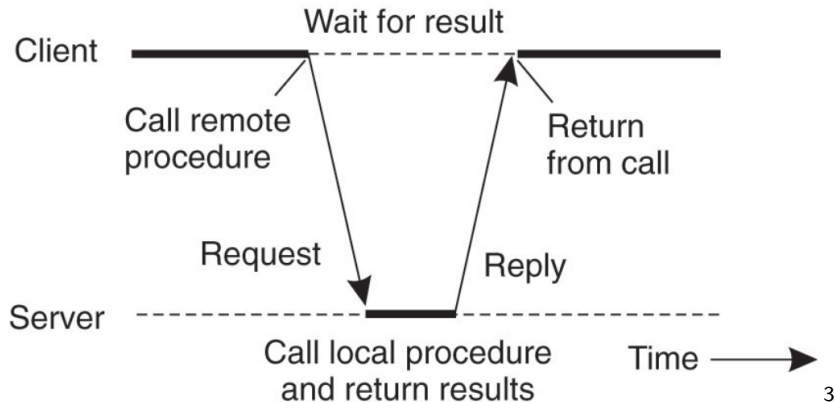 Wait for result
Client
Call remote
procedure
Return
from call
Request
Reply
Server
Call local procedure
and return results
Time
3